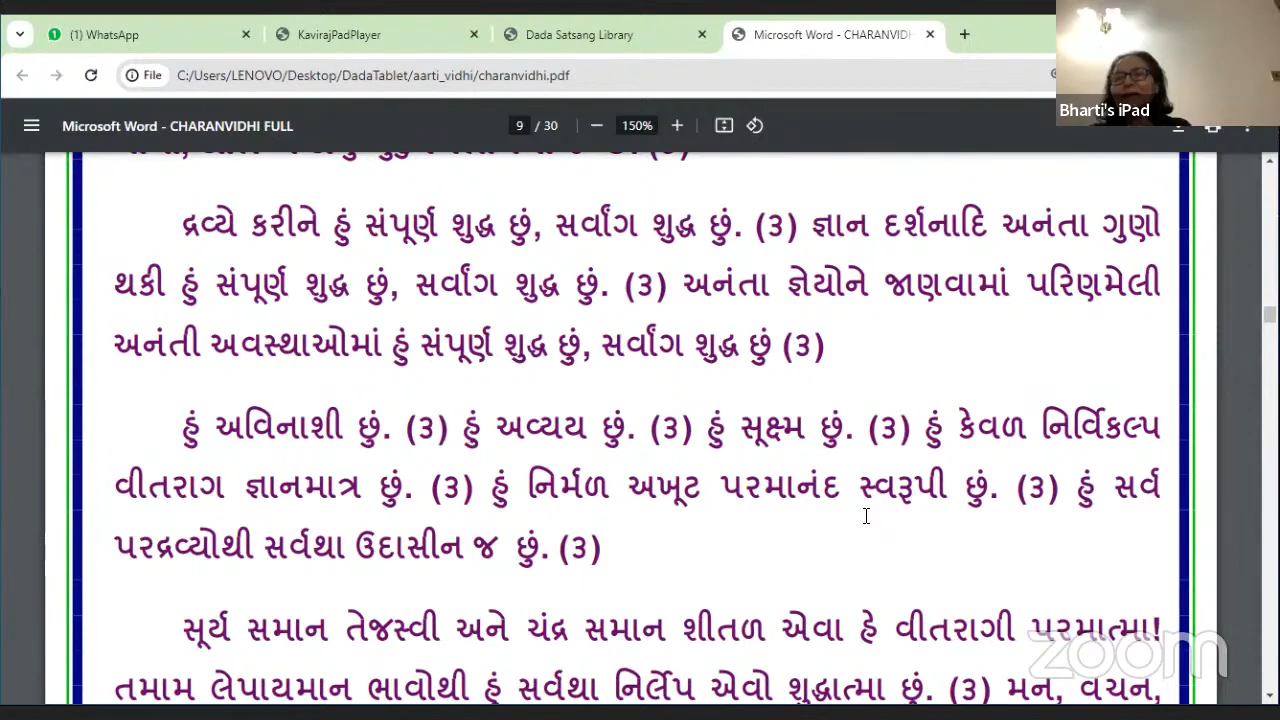 (1) WhatsApp
KavirajPadPlayer
Dada Satsang Library
Microsoft Word - CHARANVIDH
File
C:/Users/LENOVO/Desktop/DadaTablet/aarti_vidhi/charanvidhi.pdf
Bharti's iPad
Microsoft Word - CHARANVIDHI FULL
9 / 30
150%
દ્રવ્યે કરીને હું સંપૂર્ણ શુદ્ધ છું, સર્વાંગ શુદ્ધ છું. (૩) જ્ઞાન દર્શનાદિ અનંતા ગુણો
થકી હું સંપૂર્ણ શુદ્ધ છું, સર્વાંગ શુદ્ધ છું. (૩) અનંતા જ્ઞેયોને જાણવામાં પરિણમેલી
અનંતી અવસ્થાઓમાં હું સંપૂર્ણ શુદ્ધ છું, સર્વાંગ શુદ્ધ છું (૩)
હું અવિનાશી છું. (૩) હું અવ્યય છું. (૩) હું સૂક્ષ્મ છું. (૩) હું કેવળ નિર્વિકલ્પ
વીતરાગ જ્ઞાનમાત્ર છું. (૩) હું નિર્મળ અખૂટ પરમાનંદ સ્વરૂપી છું. (૩) હું સર્વ
પરદ્રવ્યોથી સર્વથા ઉદાસીન જ છું. (૩)
સૂર્ય સમાન તેજસ્વી અને ચંદ્ર સમાન શીતળ એવા હે વીતરાગી પરમાત્મા!
તમામ લેપાયમાન ભાવોથી હું સર્વથા નિર્લેપ એવો શુદ્ધાત્મા છું. (૩) મન, વચન,
zoom